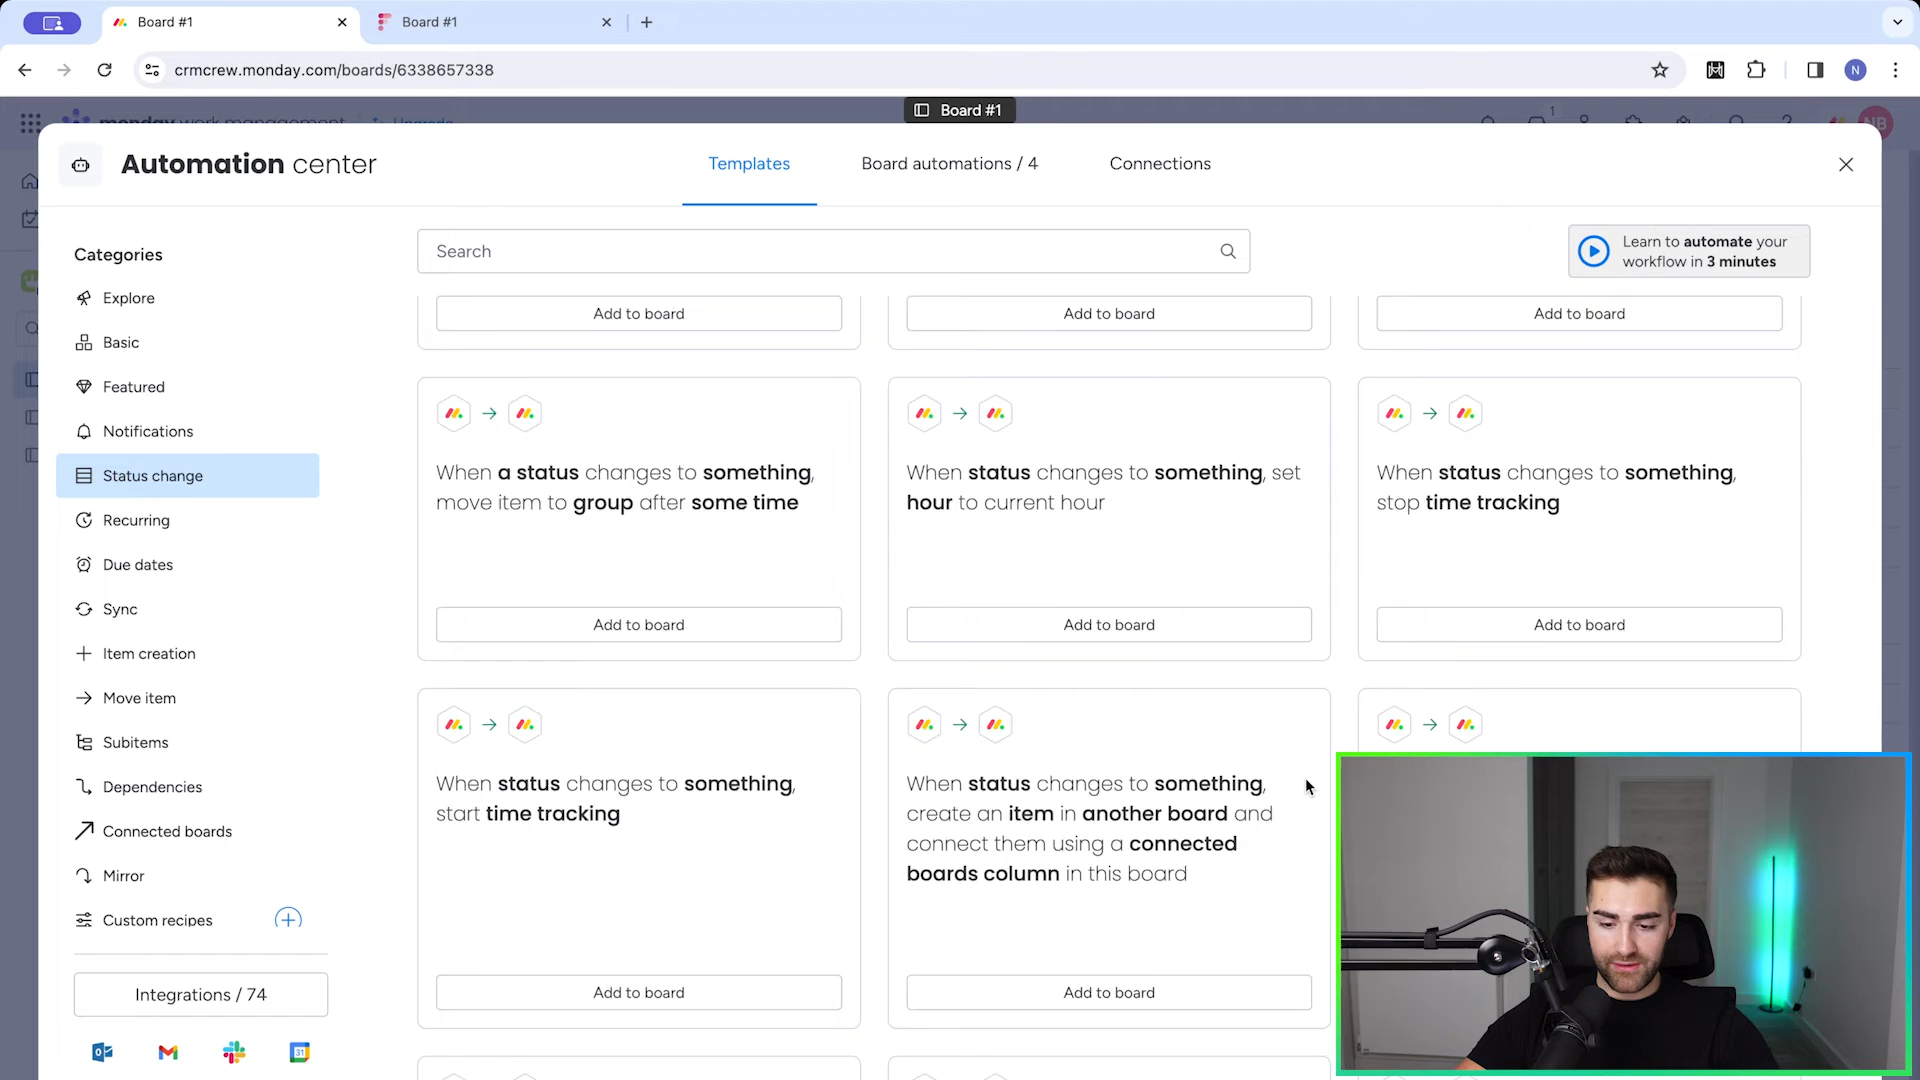 Board #1
Board #1
crmcrew.monday.com/boards/6338657338
N
Board #1
monday work management
Upgrade
1
NB
Automation center
Templates
Board automations / 4
Connections
Categories
Explore
Basic
Featured
Notifications
Status change
Recurring
Due dates
Sync
Item creation
Move item
Subitems
Dependencies
Connected boards
Mirror
Custom recipes
Integrations / 74
31
Search
Learn to automate your
workflow in 3 minutes
Add to board
Add to board
Add to board
When a status changes to something,
move item to group after some time
Add to board
When status changes to something, set
hour to current hour
Add to board
When status changes to something,
stop time tracking
Add to board
When status changes to something,
start time tracking
Add to board
When status changes to something,
create an item in another board and
connect them using a connected
boards column in this board
Add to board